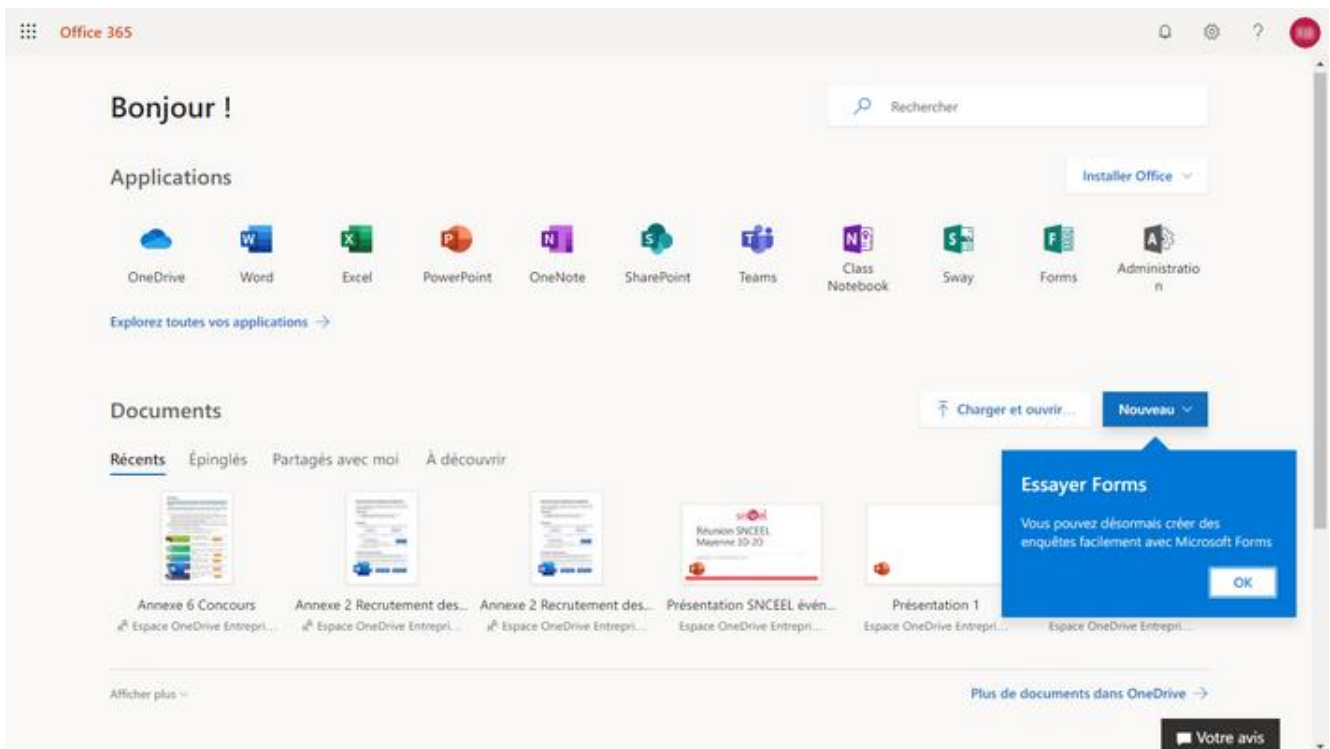 Office 365
?
Bonjour !
Rechercher
Applications
Installer Office
OneDrive
Word
Excel
PowerPoint
OneNote
SharePoint
Teams
Class
Notebook
Sway
Forms
Administratio
n
Explorez toutes vos applications →
Documents
Charger et ouvrir...
Nouveau
Récents
Épinglés
Partagés avec moi
À découvrir
Essayer Forms
Vous pouvez désormais créer des
enquêtes facilement avec Microsoft Forms
OK
sncel
Réunion SNCEEL
Mayenne 1D-2D
Annexe 6 Concours
Espace OneDrive Entrepri...
Annexe 2 Recrutement des...
Espace OneDrive Entrepri...
Annexe 2 Recrutement des...
Espace OneDrive Entrepri...
Présentation SNCEEL évén...
Espace OneDrive Entrepri...
Présentation 1
Espace OneDrive Entrepri...
Espace OneDrive Entrepri...
Afficher plus
Plus de documents dans OneDrive →
Votre avis